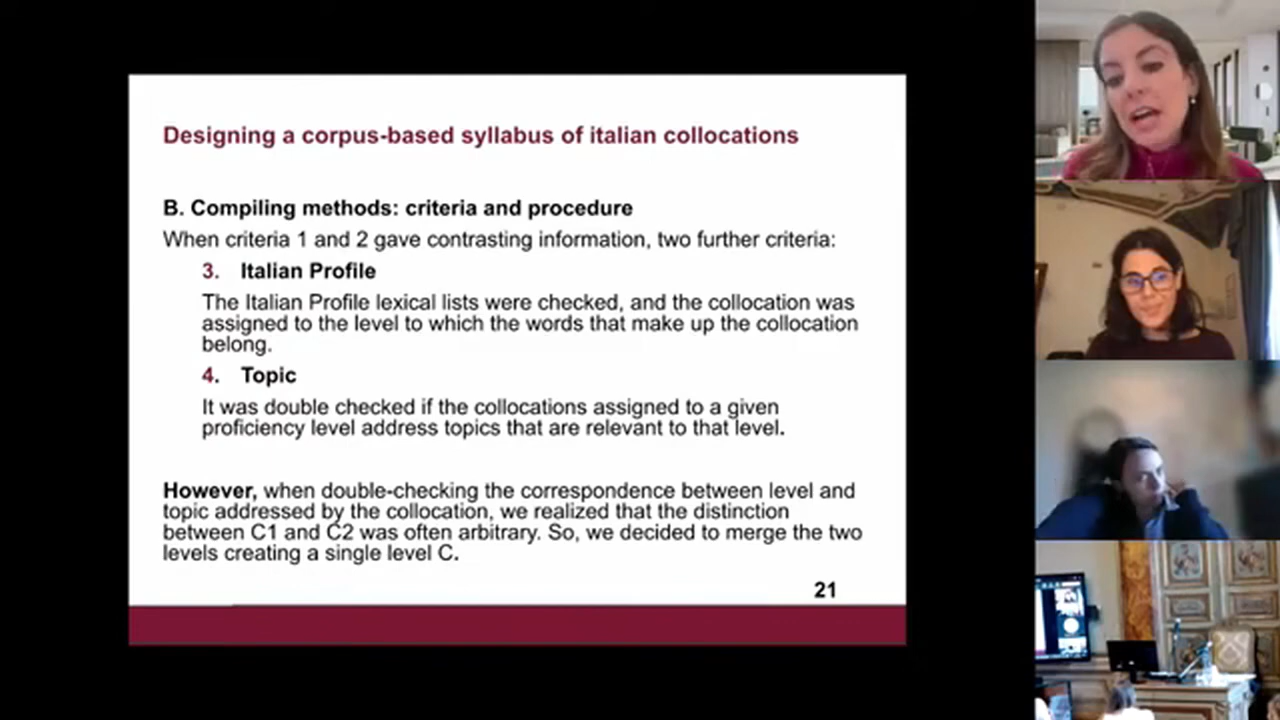 Designing a corpus-based syllabus of italian collocations
B. Compiling methods: criteria and procedure
When criteria 1 and 2 gave contrasting information, two further criteria:
3. Italian Profile
The Italian Profile lexical lists were checked, and the collocation was
assigned to the level to which the words that make up the collocation
belong.
4. Topic
It was double checked if the collocations assigned to a given
proficiency level address topics that are relevant to that level.
However, when double-checking the correspondence between level and
topic addressed by the collocation, we realized that the distinction
between C1 and C2 was often arbitrary. So, we decided to merge the two
levels creating a single level C.
21